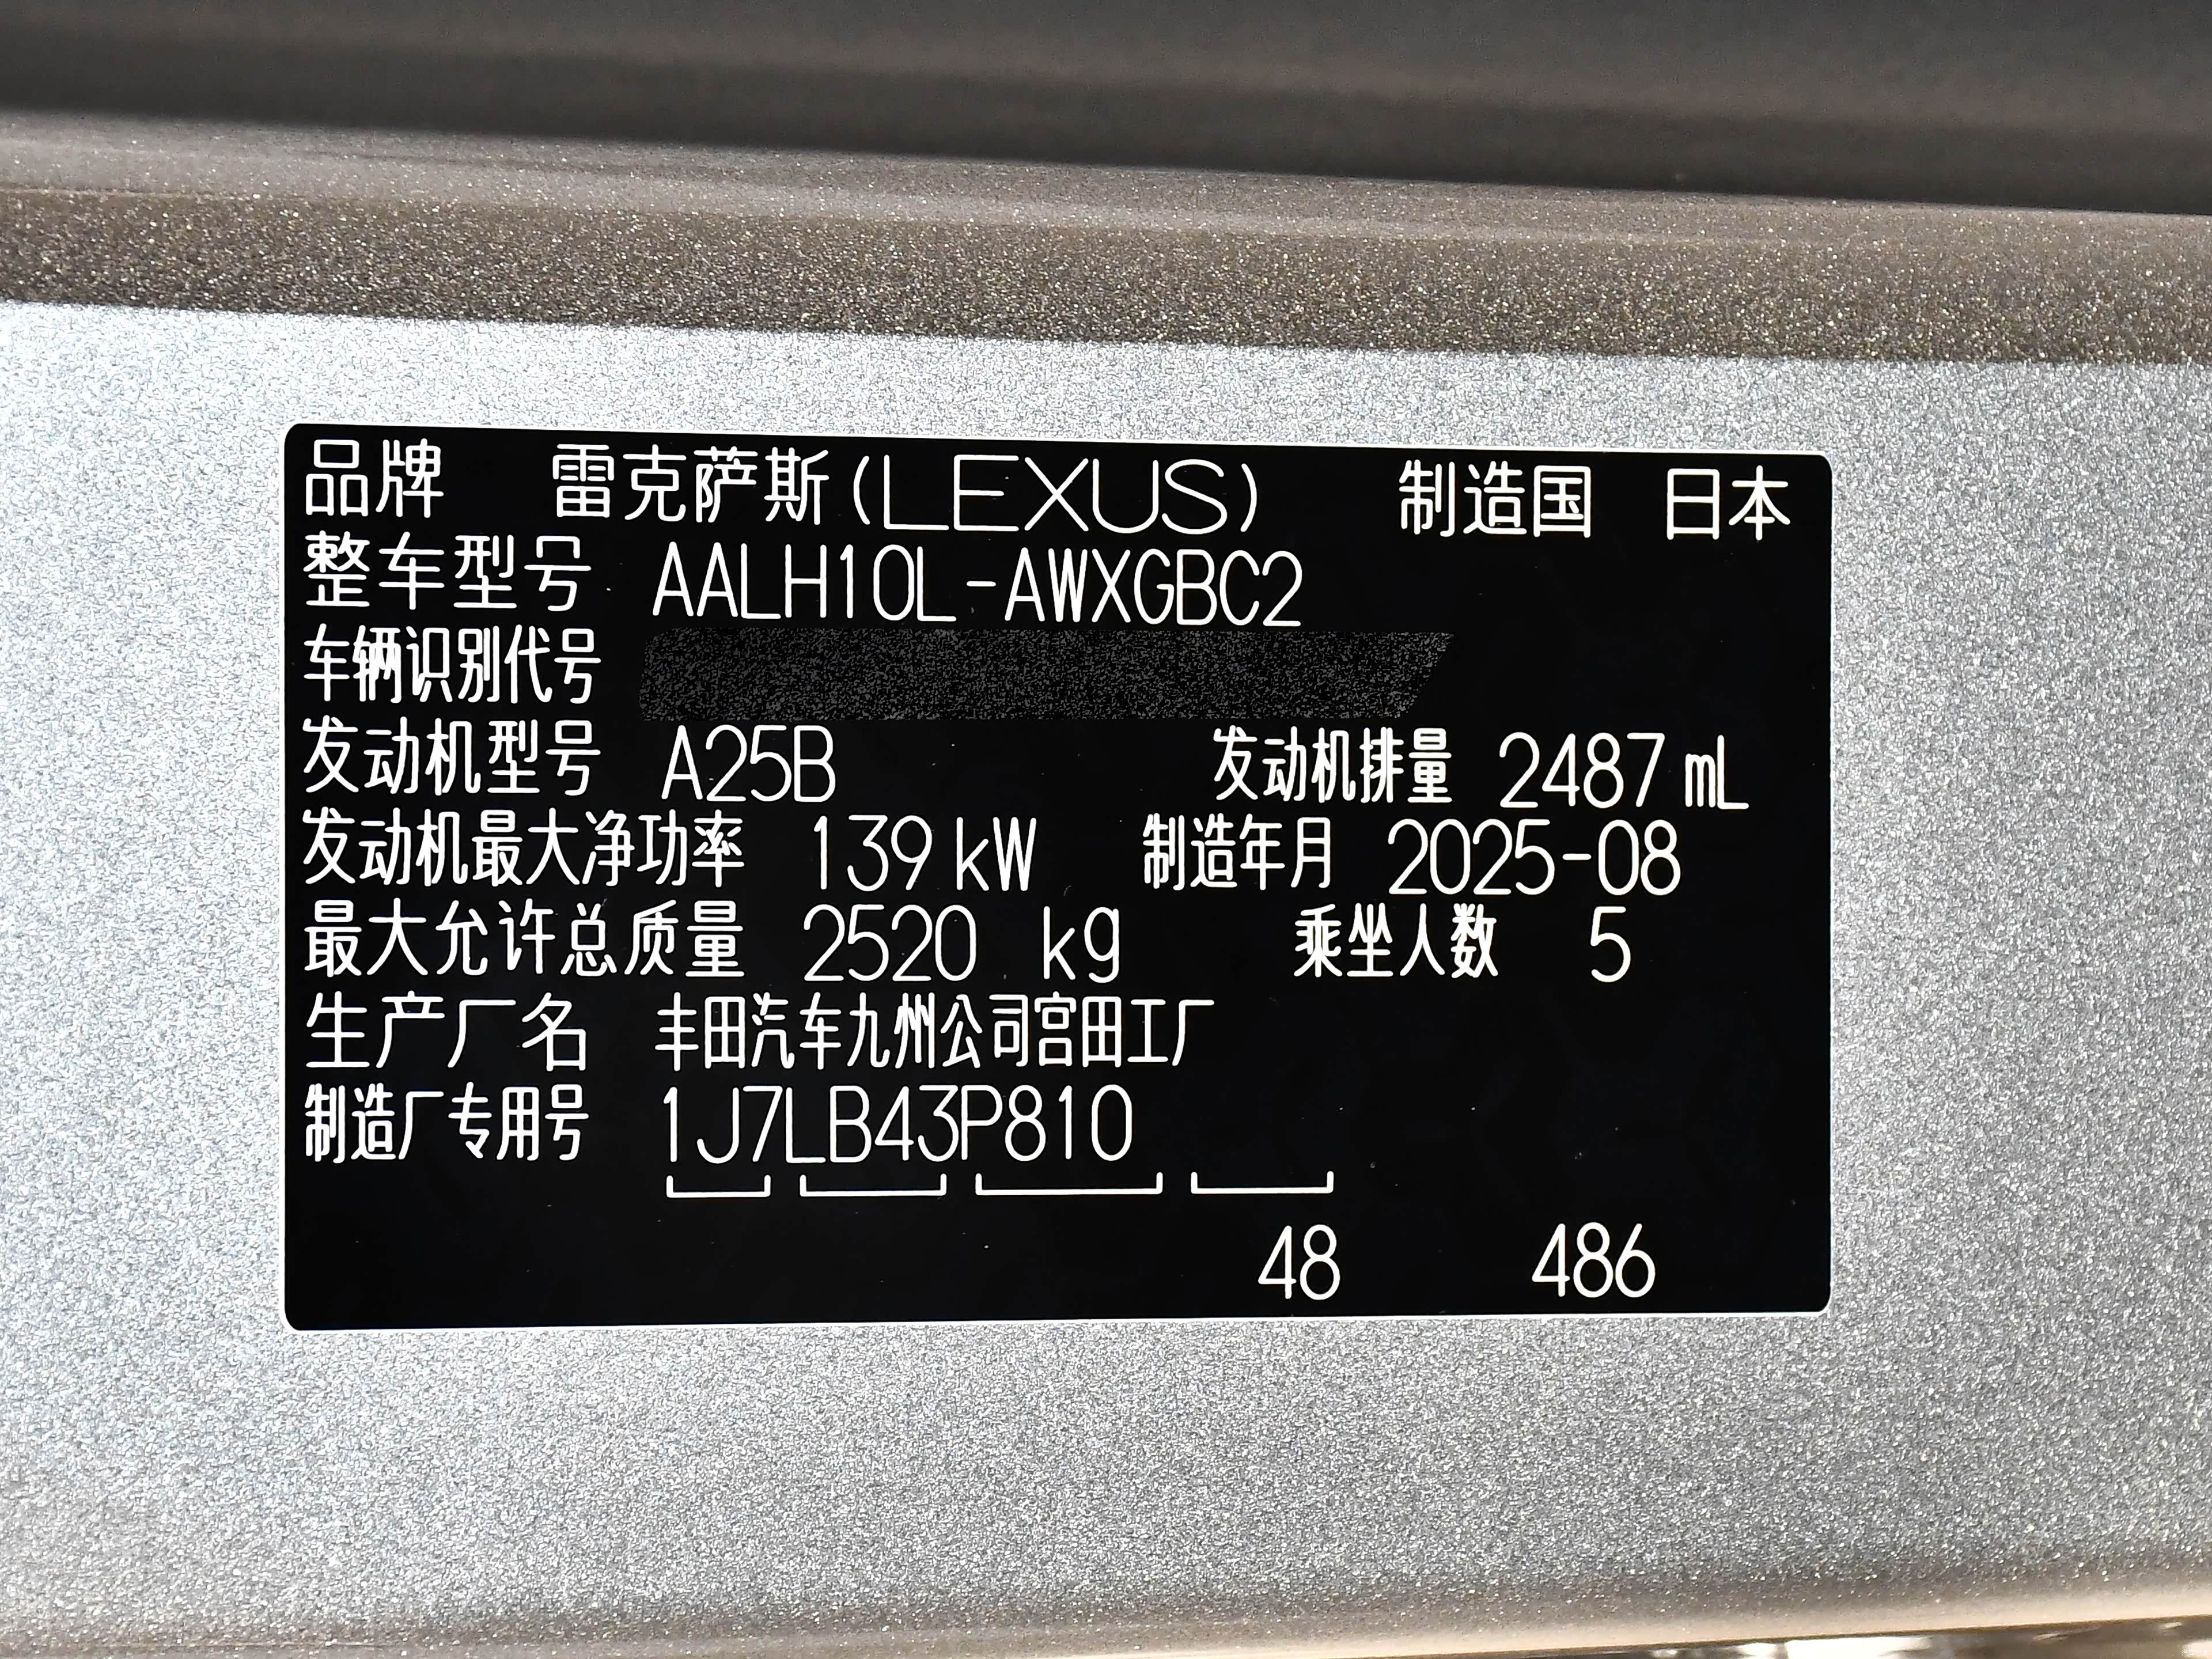 品牌 雷克萨斯(LEXUS) 制造国 日本
整车型号 AALH10L-AWXGBC2
车辆识别代号
发动机型号 A25B 发动机排量 2487 mL
发动机最大净功率 139 kW 制造年月 2025-08
最大允许总质量 2520 kg 乘坐人数 5
生产厂名 丰田汽车九州公司宫田工厂
制造厂专用号 1J7LB43P810
48 486